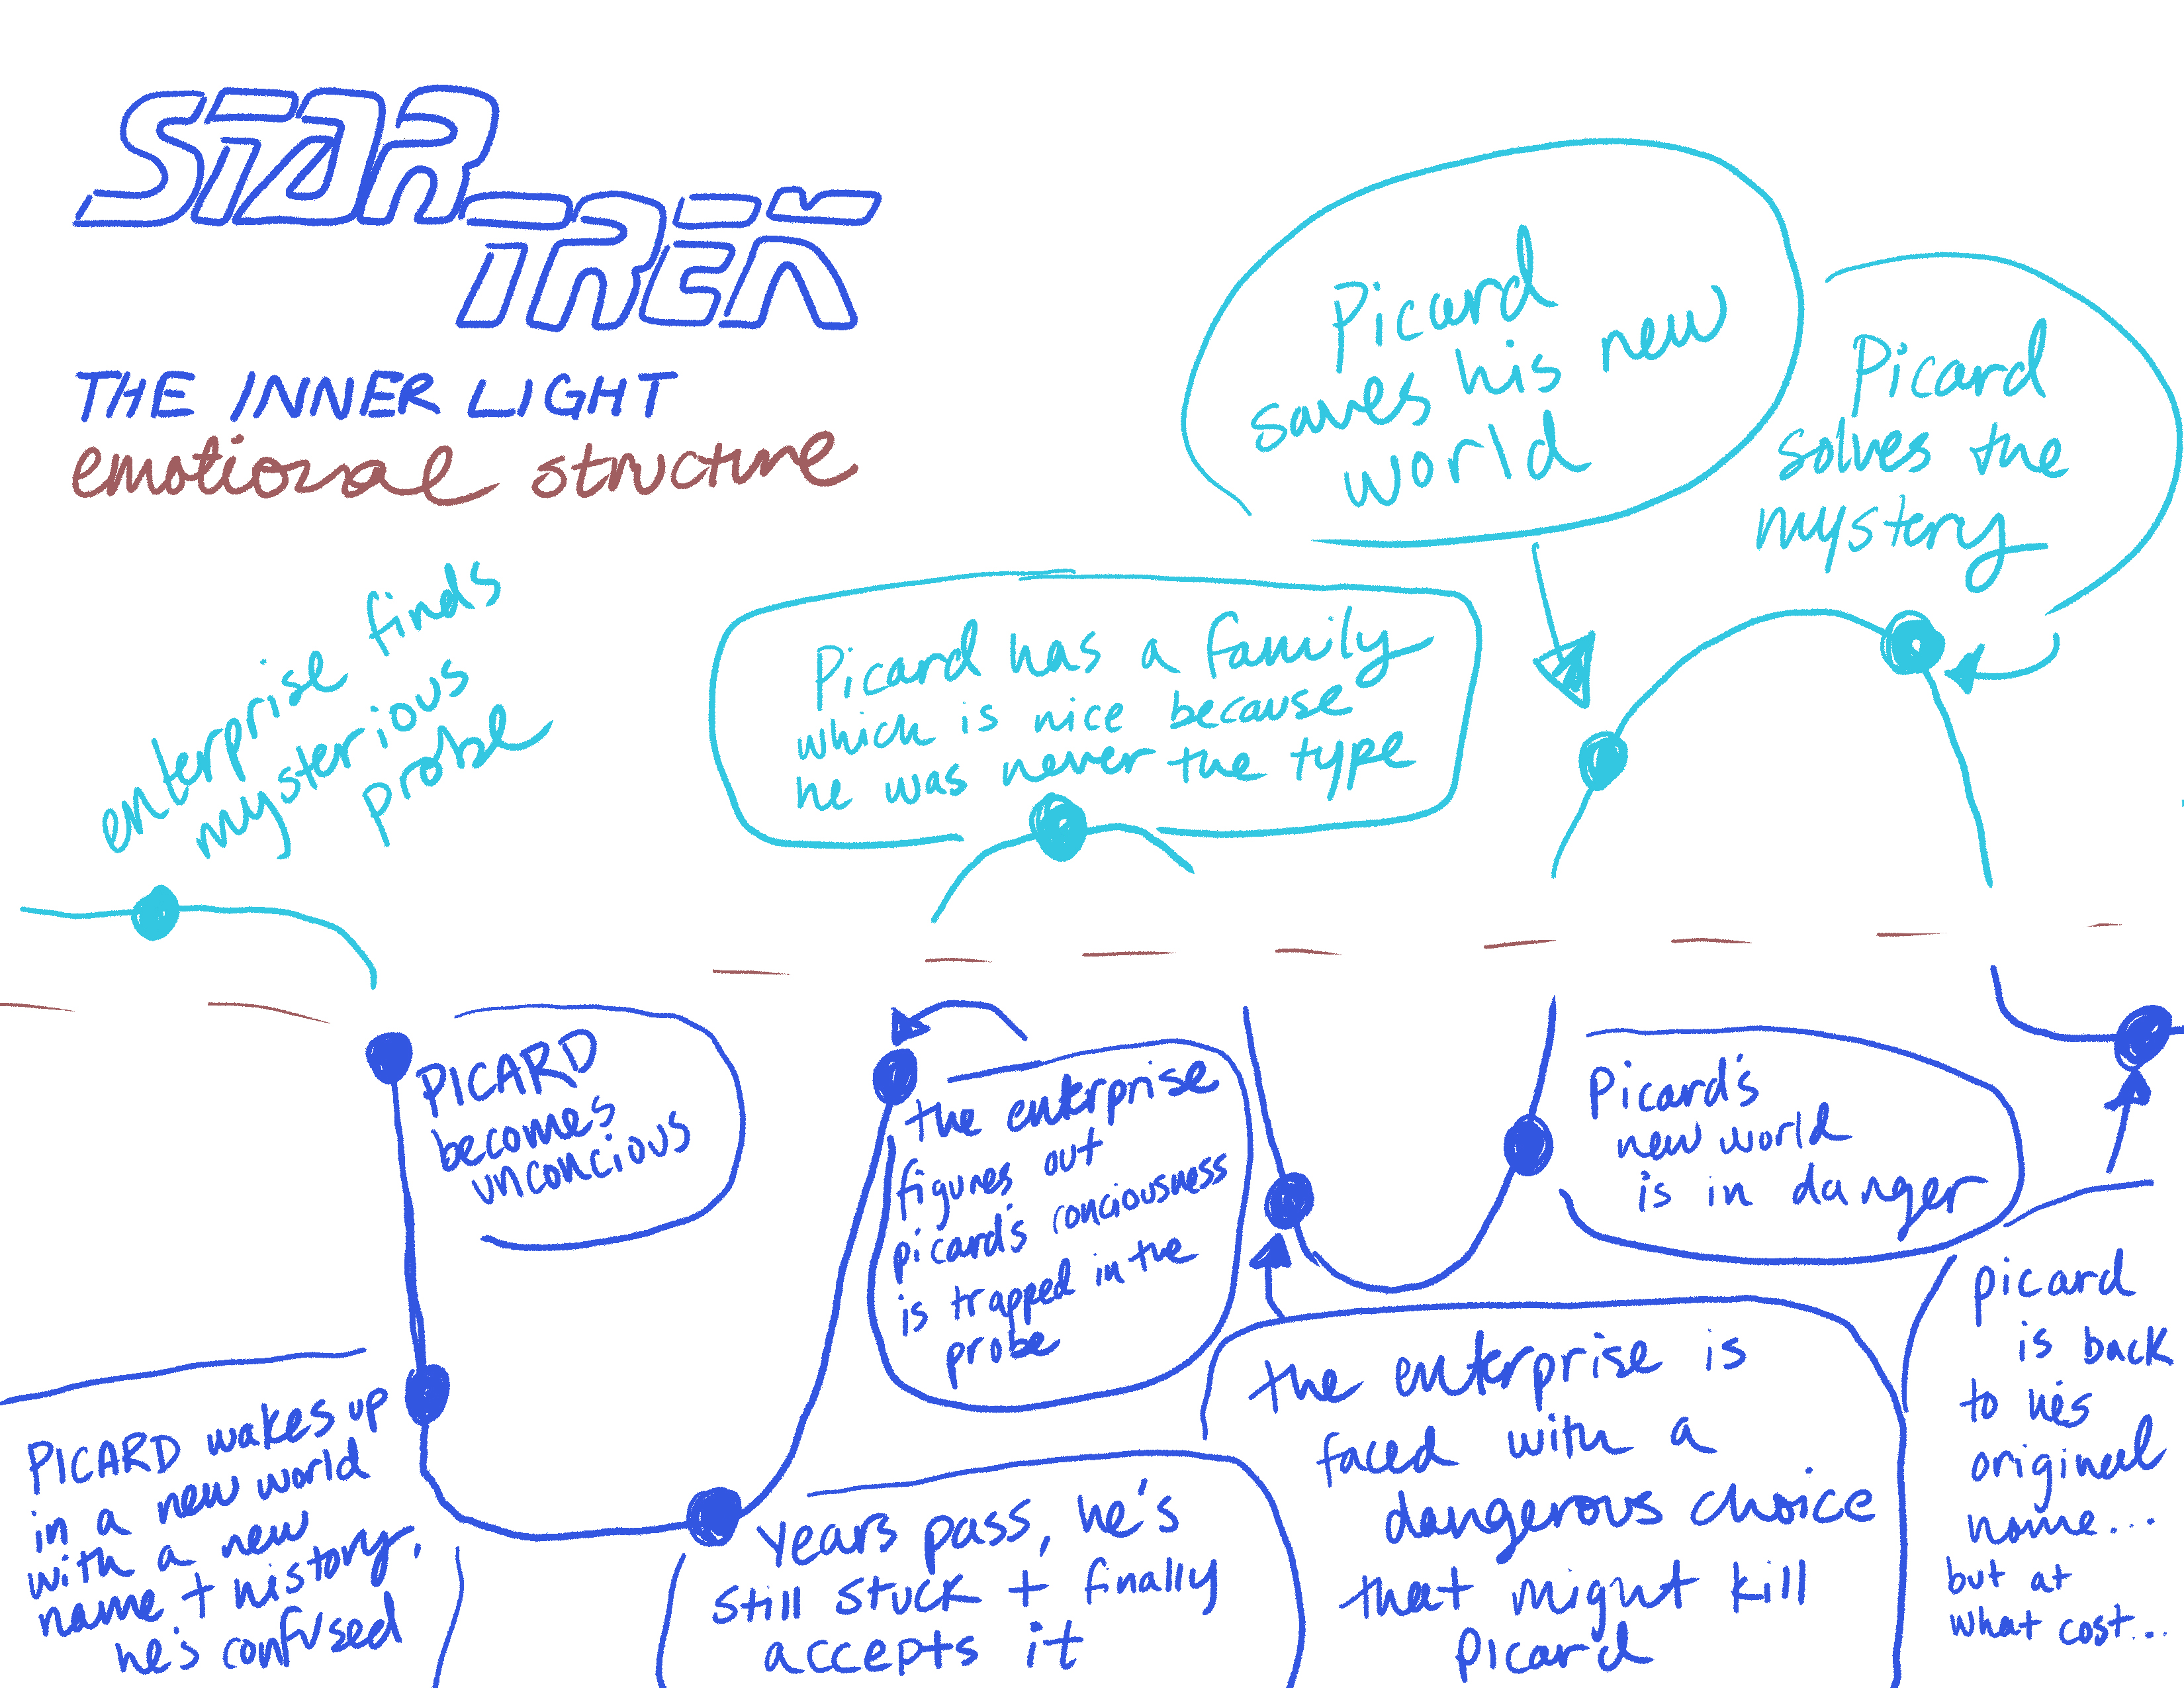 STAR
TREK
THE INNER LIGHT
emotional structure
enterprise finds
mysterious
probe
PICARD
becomes
unconcious
PICARD wakes up
in a new world
with a new
name + history,
he's confused
years pass, he's
still stuck + finally
accepts it
the enterprise
figures out
picard's conciousness
is trapped in the
probe
Picard has a family
which is nice because
he was never the type
the enterprise is
faced with a
dangerous choice
that might kill
Picard
Picard's
new world
is in danger
Picard
saves his new
world
Picard
solves the
mystery
picard
is back
to his
original
home...
but at
what cost...